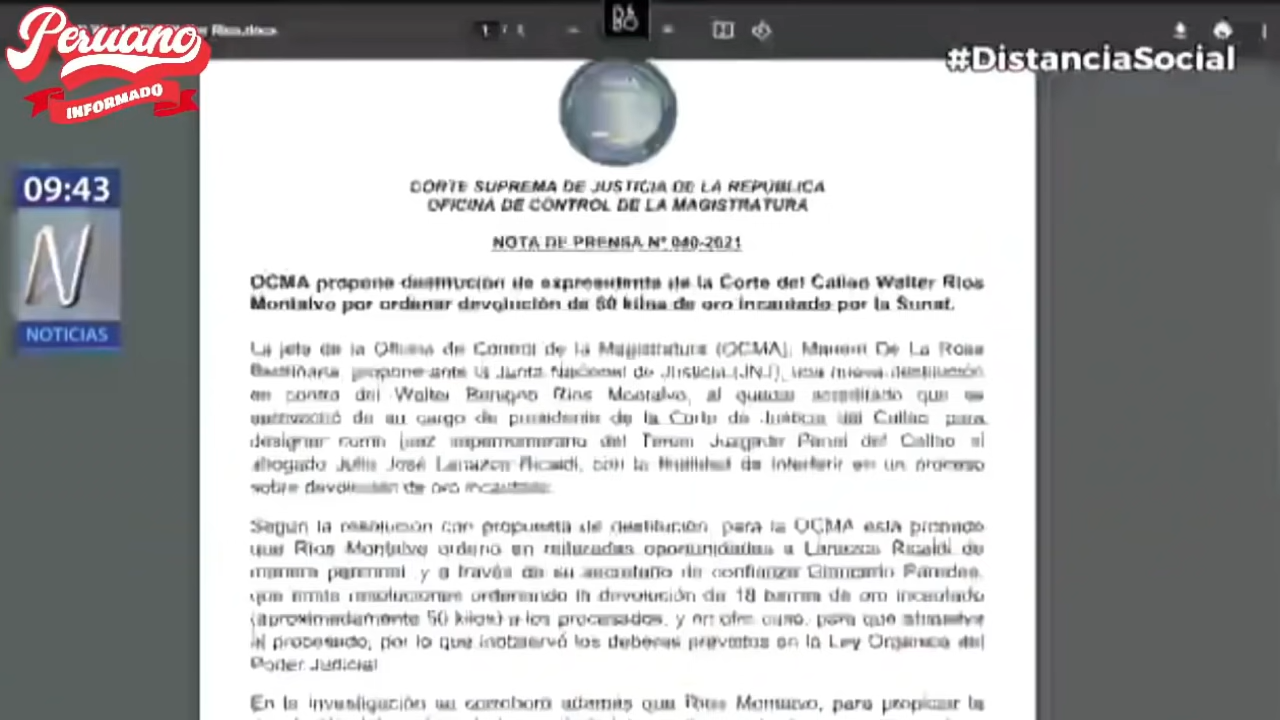 Peruano
INFORMADO
Rios.docx
1 /
#DistanciaSocial
09:43
N
NOTICIAS
CORTE SUPREMA DE JUSTICIA DE LA REPÚBLICA
OFICINA DE CONTROL DE LA MAGISTRATURA
NOTA DE PRENSA N° 040-2021
OCMA propone destitución de expresidente de la Corte del Callao Walter Ríos
Montalvo por ordenar devolución de kilos de oro incautado por la Sunat.
La jefa de la Oficina de Control de la Magistratura (OCMA), De La Rosa
propone ante la Junta Nacional de Justicia (JNJ), una nueva destitución
en contra del Walter Benigno Ríos Montalvo, al quedar acreditado que se
de su cargo de presidente de la Corte de Justicia del Callao para
designar como juez supernumerario del Tercer Juzgado Penal del Callao al
abogado Julio José Ricaldi, con la finalidad de interferir en un proceso
sobre devolución de oro incautado.
Según la resolución con propuesta de destitución para la OCMA está probado
que Ríos Montalvo ordenó en reiteradas oportunidades a Ricaldi de
manera personal y a través de su secretario de confianza Giancarlo Paredes,
que emita resoluciones ordenando la devolución de 18 barras de oro incautado
(aproximadamente 50 kilos) a los procesados, y en otro caso, para que
al procesado, por lo que inobservó los deberes previstos en la Ley Orgánica del
Poder Judicial
En la investigación se corroboró además que Ríos Montalvo, para propiciar la